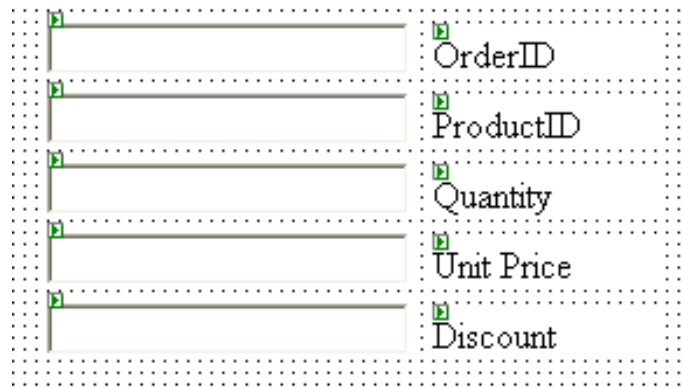 OrderID
ProductID
Quantity
Unit Price
Discount